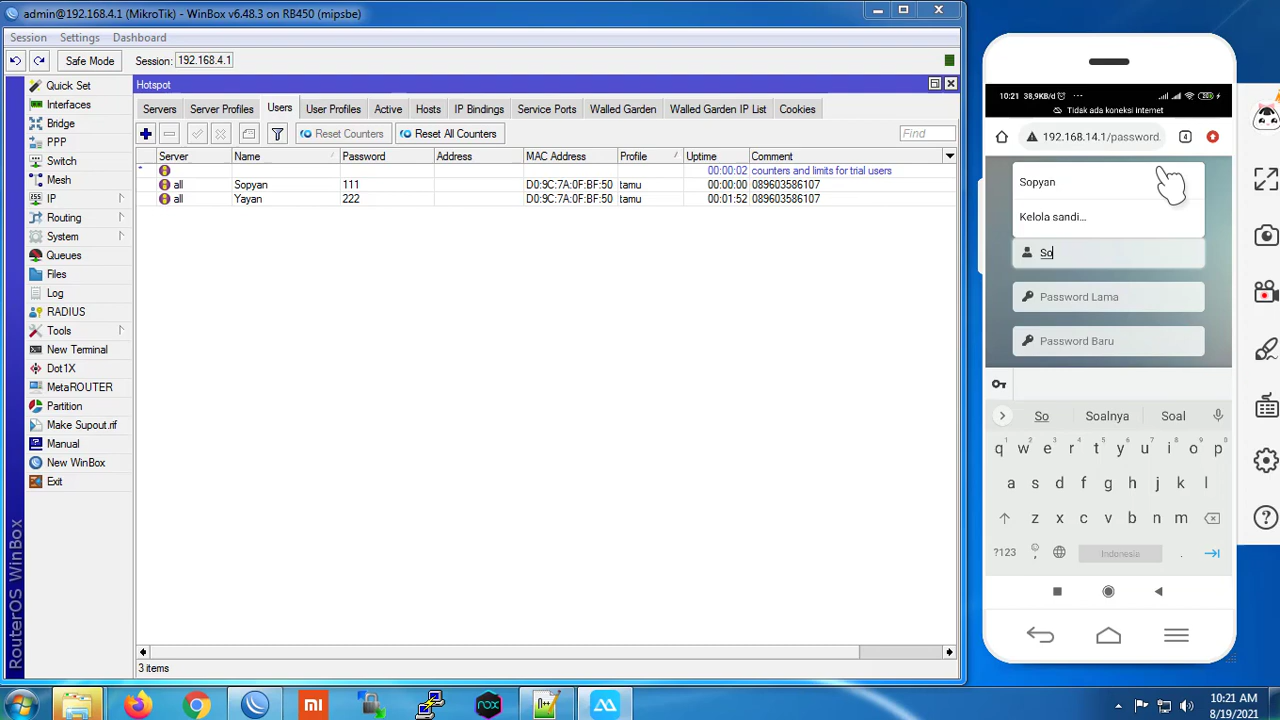 admin@192.168.4.1 (MikroTik) - WinBox v6.48.3 on RB450 (mipsbe)
Session Settings Dashboard
Safe Mode Session: 192.168.4.1
Quick Set
Interfaces
Bridge
PPP
Switch
Mesh
IP
Routing
System
Queues
Files
Log
RADIUS
Tools
New Terminal
Dot1X
MetaROUTER
Partition
Make Supout.rif
Manual
New WinBox
Exit
RouterOS WinBox
Hotspot
Servers Server Profiles Users User Profiles Active Hosts IP Bindings Service Ports Walled Garden Walled Garden IP List Cookies
Reset Counters Reset All Counters Find
Server Name Password Address MAC Address Profile Uptime Comment
00:00:02 counters and limits for trial users
all Sopyan 111 D0:9C:7A:0F:BF:50 tamu 00:00:00 089603586107
all Yayan 222 D0:9C:7A:0F:BF:50 tamu 00:01:52 089603586107
3 items
10:21 38,9KB/d
Tidak ada koneksi internet
192.168.14.1/password. 4
Sopyan
Kelola sandi...
So
Password Lama
Password Baru
So Soalnya Soal
q w e r t y u i o p
a s d f g h j k l
z x c v b n m
?123 , Indonesia .
nox
10:21 AM
8/19/2021